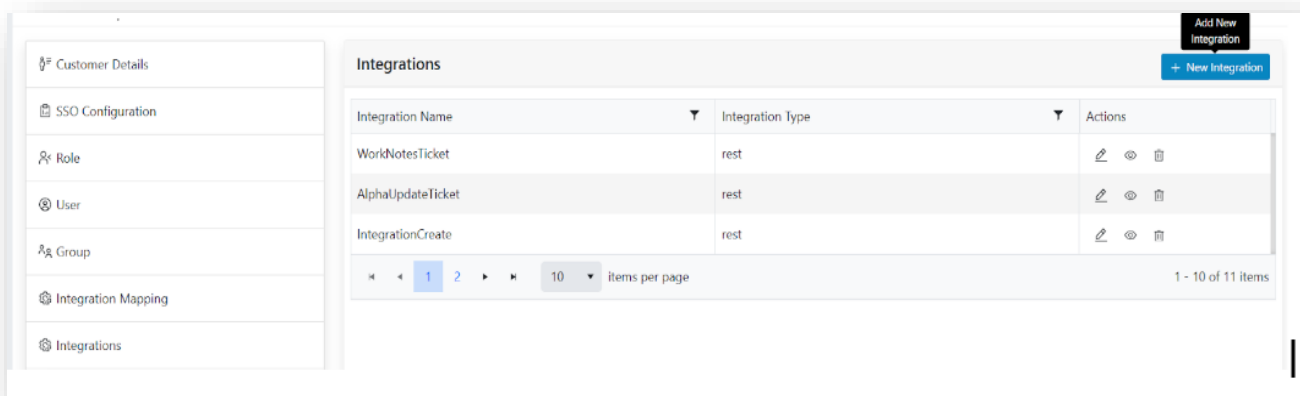 Add New
Integration
Customer Details
Integrations
+ New Integration
SSO Configuration
Integration Name
Integration Type
Actions
Role
WorkNotesTicket
rest
User
AlphaUpdateTicket
rest
Group
IntegrationCreate
rest
1
2
10
items per page
1 - 10 of 11 items
Integration Mapping
Integrations